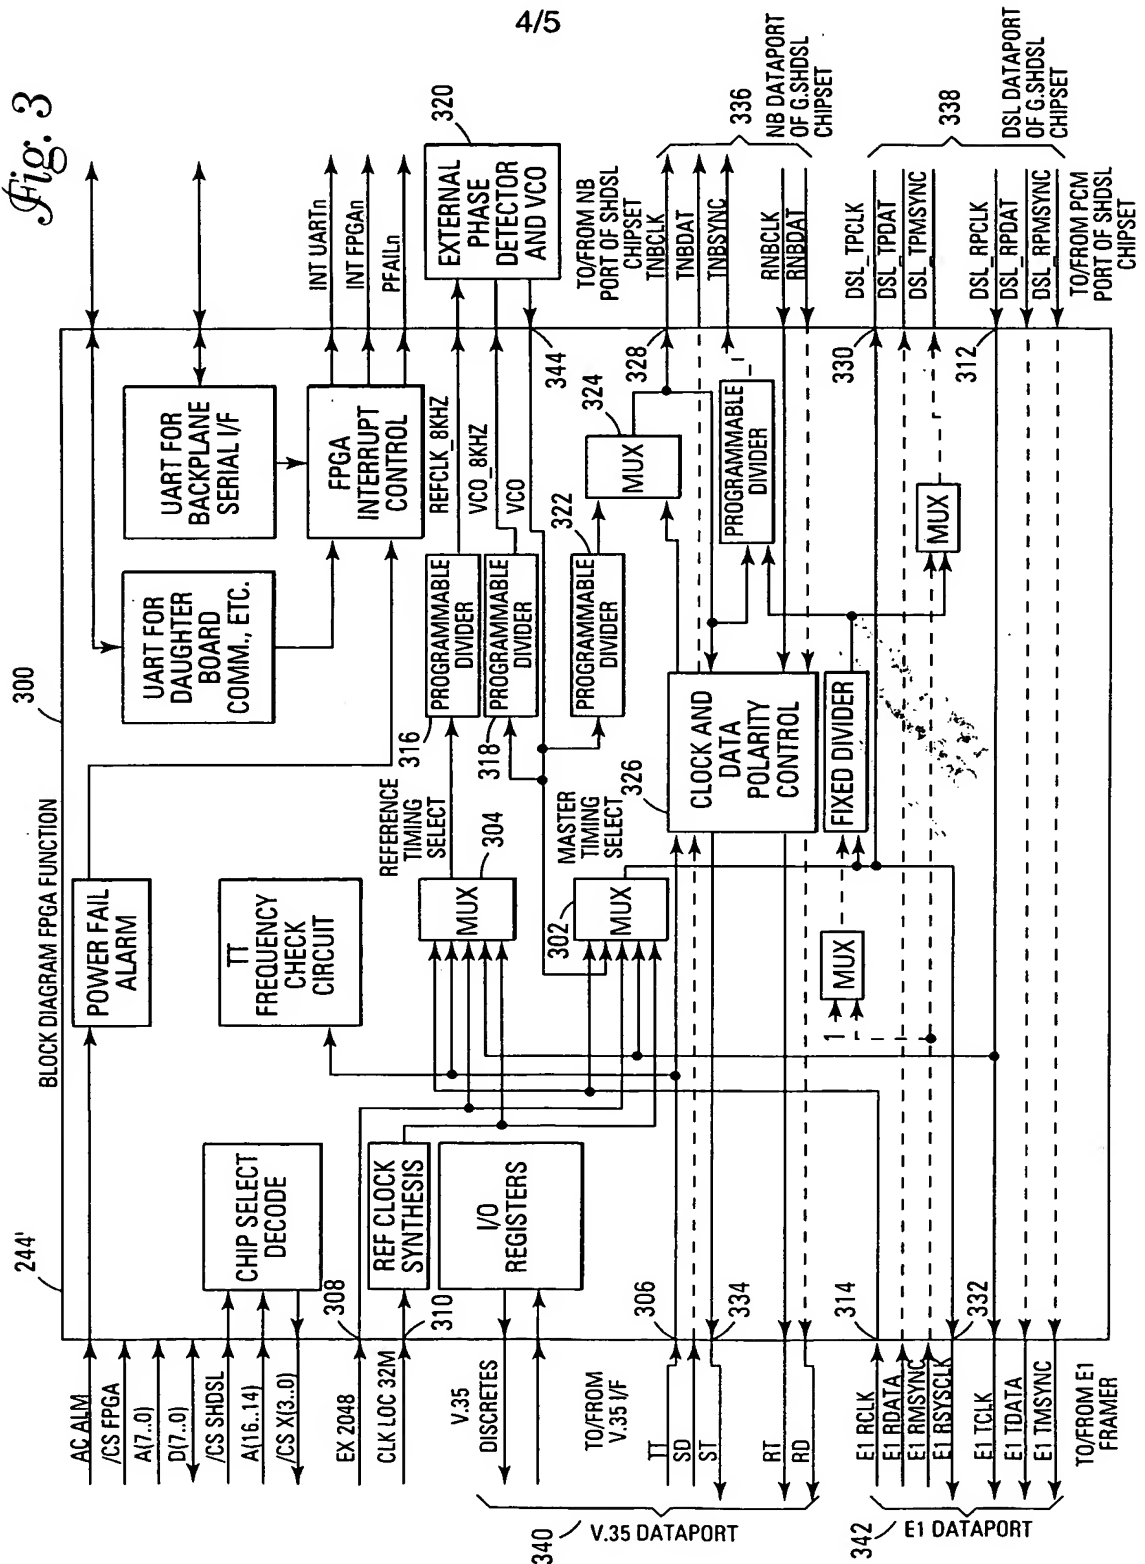 4/5
Fig. 3
BLOCK DIAGRAM FPGA FUNCTION
244'
300
AC ALM
/CS FPGA
A(7..0)
D(7..0)
/CS SHDSL
A(16..14)
/CS X(3..0)
EX 2048
308
CLK LOC 32M
310
V.35
DISCRETES
TO/FROM
V.35 I/F
TT
SD
ST
RT
RD
306
334
340
V.35 DATAPORT
E1 RCLK
E1 RDATA
E1 RMSYNC
E1 RSYSCLK
E1 TCLK
E1 TDATA
E1 TMSYNC
314
332
342
E1 DATAPORT
TO/FROM E1
FRAMER
POWER FAIL
ALARM
CHIP SELECT
DECODE
TT
FREQUENCY
CHECK
CIRCUIT
REF CLOCK
SYNTHESIS
I/O
REGISTERS
UART FOR
DAUGHTER
BOARD
COMM., ETC.
UART FOR
BACKPLANE
SERIAL I/F
FPGA
INTERRUPT
CONTROL
INT UARTn
INT FPGAn
PFAILn
REFERENCE
TIMING
SELECT
304
MUX
316
PROGRAMMABLE
DIVIDER
REFCLK_8KHZ
318
PROGRAMMABLE
DIVIDER
VCO_8KHZ
VCO
320
EXTERNAL
PHASE
DETECTOR
AND VCO
344
MASTER
TIMING
SELECT
302
MUX
322
PROGRAMMABLE
DIVIDER
324
MUX
328
326
CLOCK AND
DATA
POLARITY
CONTROL
PROGRAMMABLE
DIVIDER
1
MUX
FIXED DIVIDER
MUX
330
312
TO/FROM NB
PORT OF SHDSL
CHIPSET
TNBCLK
TNBDAT
TNBSYNC
RNBCLK
RNBDAT
336
NB DATAPORT
OF G.SHDSL
CHIPSET
DSL_TPCLK
DSL_TPDAT
DSL_TPMSYNC
DSL_RPCLK
DSL_RPDAT
DSL_RPMSYNC
338
DSL DATAPORT
OF G.SHDSL
CHIPSET
TO/FROM PCM
PORT OF SHDSL
CHIPSET